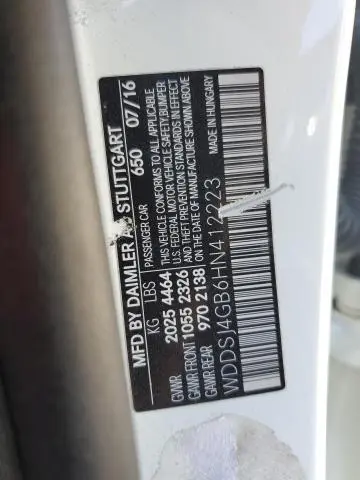 MFD BY DAIMLER AG STUTTGART
650 07/16
PASSENGER CAR
KG LBS
GVWR 2025 4464
GAWR FRONT 1055 2326
GAWR REAR 970 2138
THIS VEHICLE CONFORMS TO ALL APPLICABLE
U.S. FEDERAL MOTOR VEHICLE SAFETY, BUMPER
AND THEFT PREVENTION STANDARDS IN EFFECT
ON THE DATE OF MANUFACTURE SHOWN ABOVE
WDDSJ4GB6HN412223
MADE IN HUNGARY